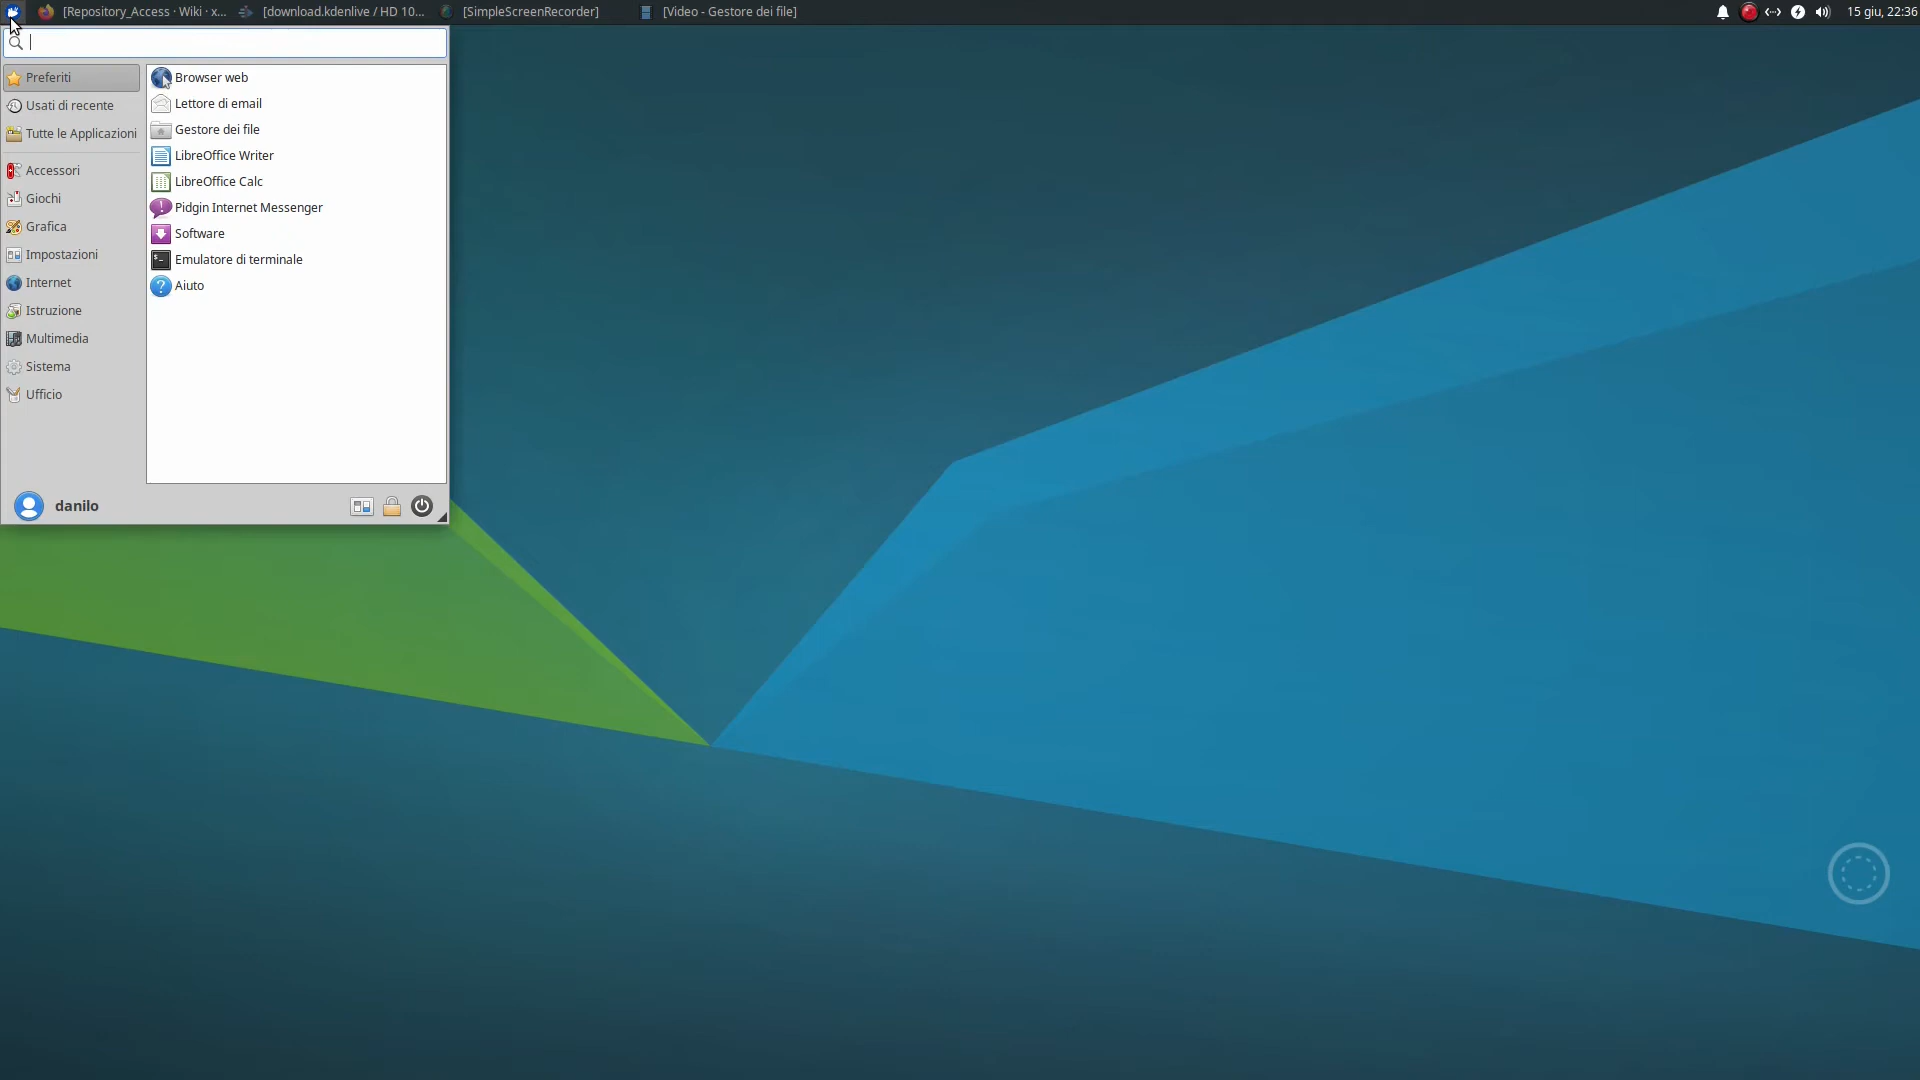 [Repository_Access · Wiki · x...
[download.kdenlive / HD 10...
[SimpleScreenRecorder]
[Video - Gestore dei file]
15 giu, 22:36
Preferiti
Usati di recente
Tutte le Applicazioni
Accessori
Giochi
Grafica
Impostazioni
Internet
Istruzione
Multimedia
Sistema
Ufficio
Browser web
Lettore di email
Gestore dei file
LibreOffice Writer
LibreOffice Calc
Pidgin Internet Messenger
Software
Emulatore di terminale
Aiuto
danilo